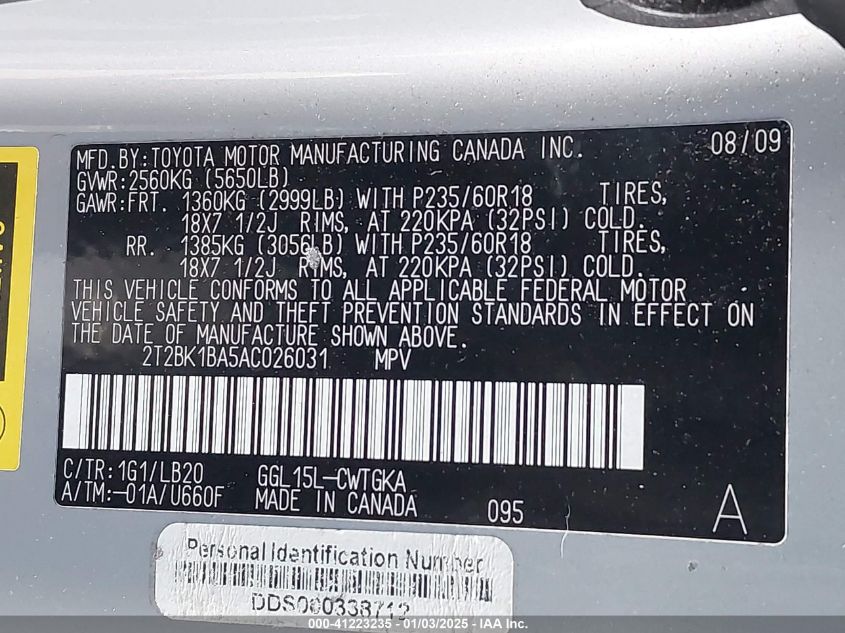 MFD.BY:TOYOTA MOTOR MANUFACTURING CANADA INC. 08/09
GVWR:2560KG (5650LB)
GAWR:FRT. 1360KG (2999LB) WITH P235/60R18 TIRES,
18X7 1/2J RIMS, AT 220KPA (32PSI) COLD.
RR. 1385KG (3056LB) WITH P235/60R18 TIRES,
18X7 1/2J RIMS, AT 220KPA (32PSI) COLD.
THIS VEHICLE CONFORMS TO ALL APPLICABLE FEDERAL MOTOR
VEHICLE SAFETY AND THEFT PREVENTION STANDARDS IN EFFECT ON
THE DATE OF MANUFACTURE SHOWN ABOVE.
2T2BK1BA5AC026031 MPV
C/TR:1G1/LB20 GGL15L-CWTGKA
A/TM:-01A/U660F MADE IN CANADA 095 A
Personal Identification Number
000-41223235 - 01/03/2025 - IAA Inc.